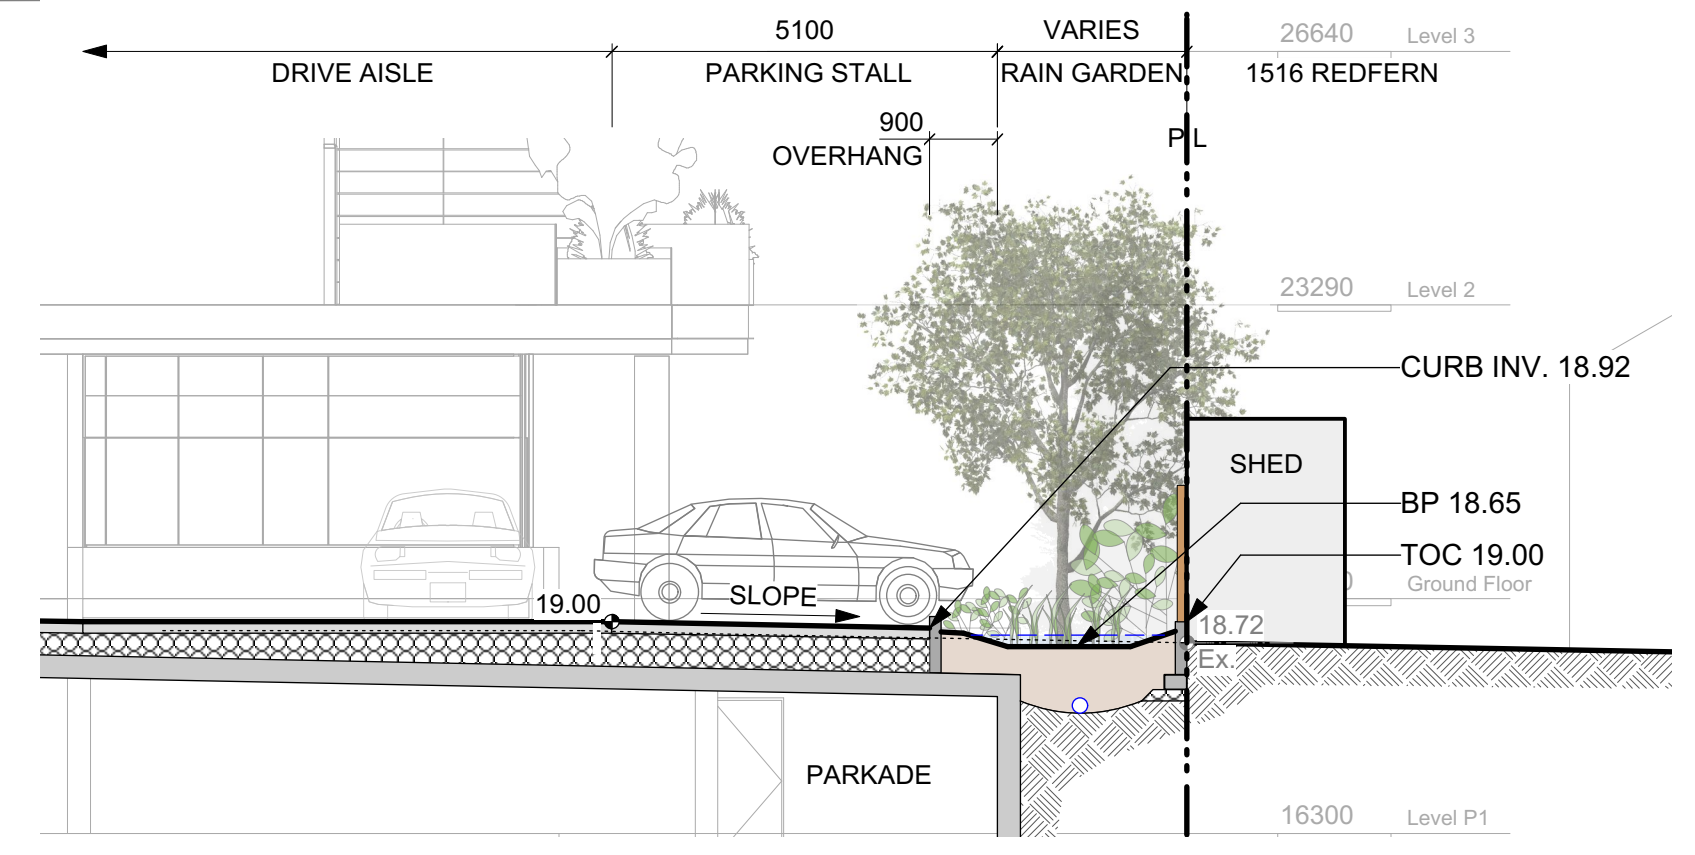 5100
VARIES
26640 Level 3
DRIVE AISLE
PARKING STALL
RAIN GARDEN
1516 REDFERN
900
OVERHANG
P L
23290 Level 2
CURB INV. 18.92
SHED
BP 18.65
TOC 19.00
Ground Floor
19.00
SLOPE
18.72
Ex.
PARKADE
16300 Level P1